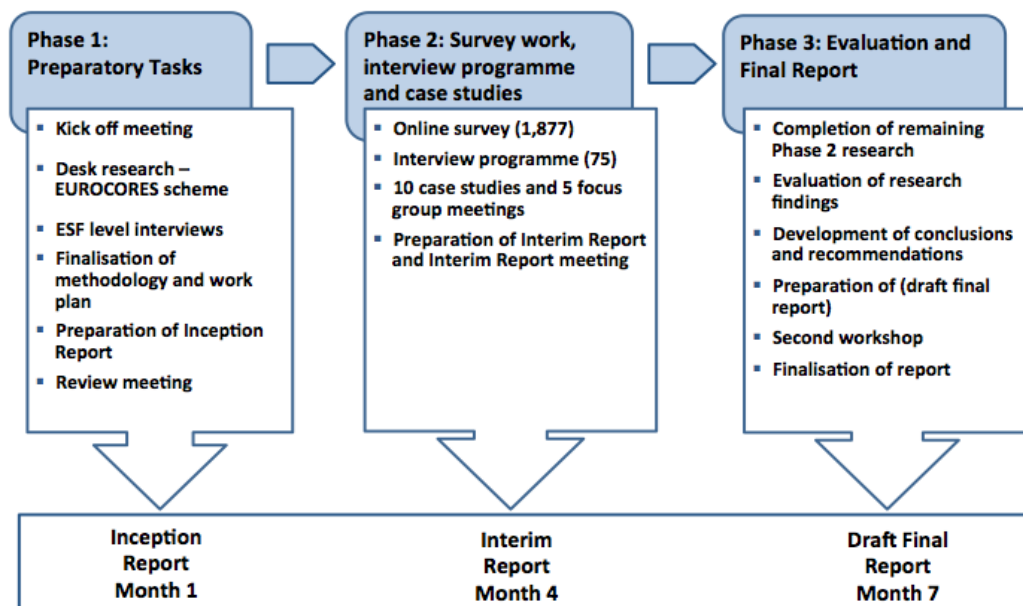 Phase 1:
Preparatory Tasks
▪ Kick off meeting
▪ Desk research –
EUROCORES scheme
▪ ESF level interviews
▪ Finalisation of
methodology and work
plan
▪ Preparation of Inception
Report
▪ Review meeting
Phase 2: Survey work,
interview programme
and case studies
▪ Online survey (1,877)
▪ Interview programme (75)
▪ 10 case studies and 5 focus
group meetings
▪ Preparation of Interim Report
and Interim Report meeting
Phase 3: Evaluation and
Final Report
▪ Completion of remaining
Phase 2 research
▪ Evaluation of research
findings
▪ Development of conclusions
and recommendations
▪ Preparation of (draft final
report)
▪ Second workshop
▪ Finalisation of report
Inception
Report
Month 1
Interim
Report
Month 4
Draft Final
Report
Month 7